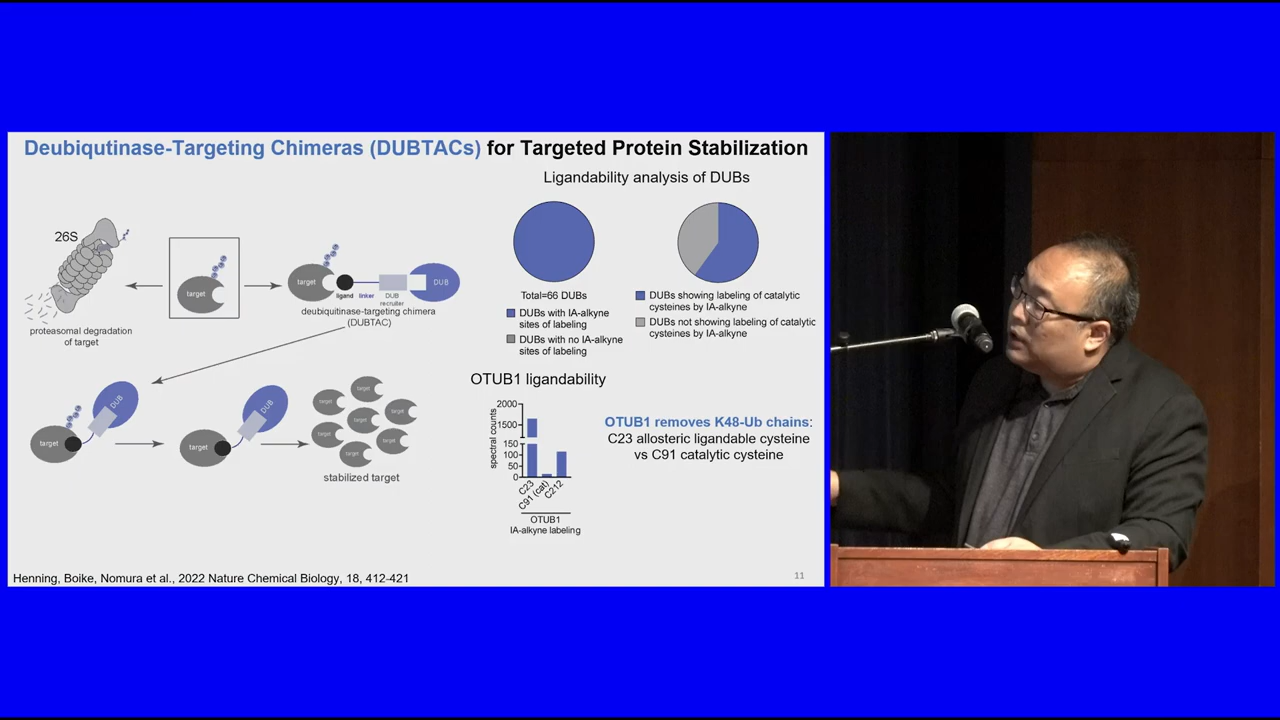 Deubiqutinase-Targeting Chimeras (DUBTACs) for Targeted Protein Stabilization
Ligandability analysis of DUBs
26S
target
proteasomal degradation
of target
target
ligand
linker
DUB
recruiter
DUB
deubiquitinase-targeting chimera
(DUBTAC)
Total=66 DUBs
DUBs with IA-alkyne
sites of labeling
DUBs with no IA-alkyne
sites of labeling
DUBs showing labeling of catalytic
cysteines by IA-alkyne
DUBs not showing labeling of catalytic
cysteines by IA-alkyne
target
DUB
target
DUB
target
target
target
target
target
target
target
stabilized target
OTUB1 ligandability
spectral counts
2000
1500
150
100
50
0
C23
C91 (cat)
C212
OTUB1
IA-alkyne labeling
OTUB1 removes K48-Ub chains:
C23 allosteric ligandable cysteine
vs C91 catalytic cysteine
Henning, Boike, Nomura et al., 2022 Nature Chemical Biology, 18, 412-421
11